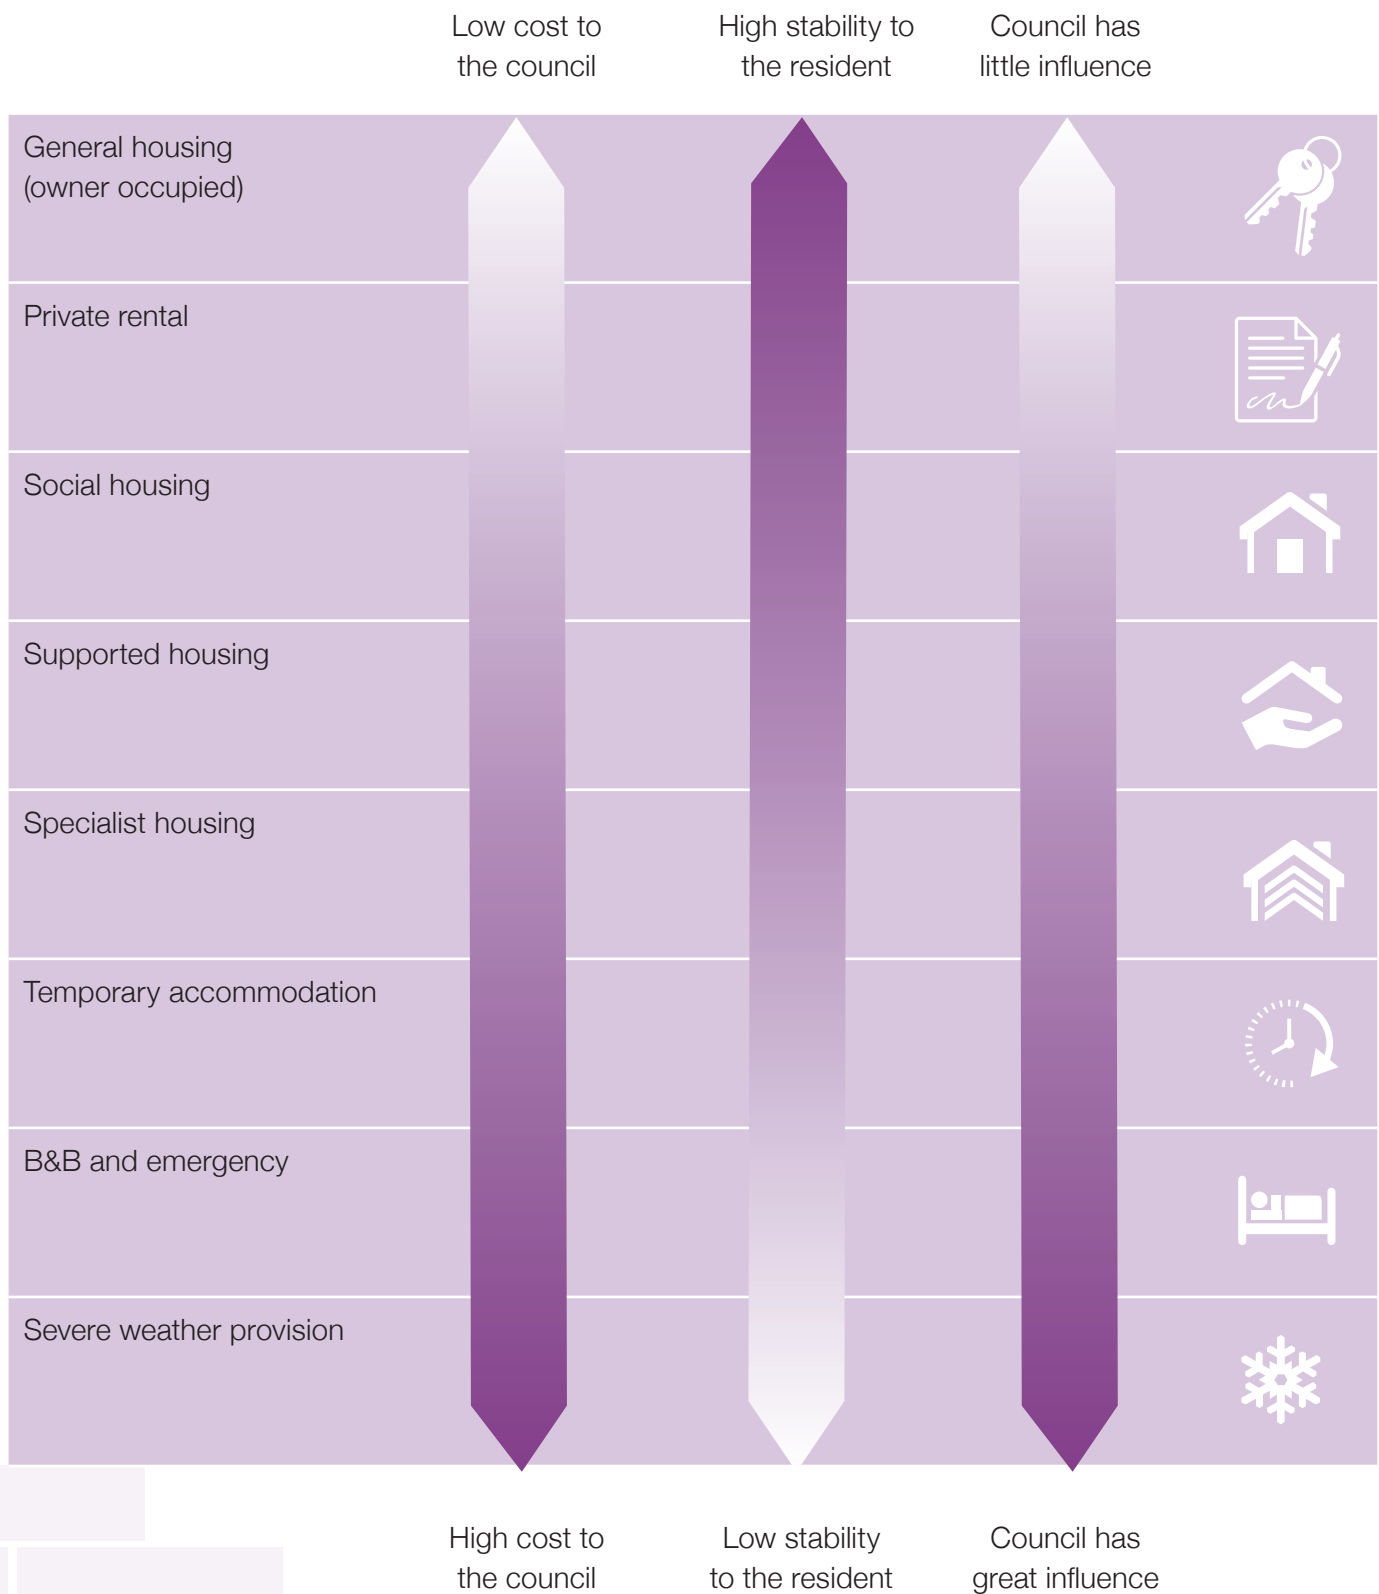 Low cost to
the council
High stability to
the resident
Council has
little influence
General housing
(owner occupied)
Private rental
Social housing
Supported housing
Specialist housing
Temporary accommodation
B&B and emergency
Severe weather provision
High cost to
the council
Low stability
to the resident
Council has
great influence